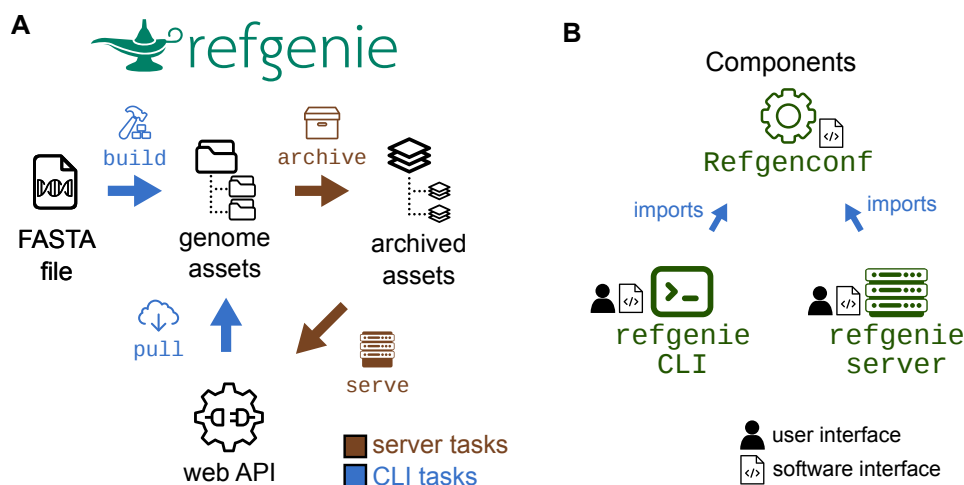 A
refgenie
build
archive
FASTA
file
genome
assets
archived
assets
pull
serve
web API
server tasks
CLI tasks
B
Components
</>
Refgenconf
imports
imports
</>
>_
</>
refgenie
CLI
refgenie
server
user interface
</>
software interface